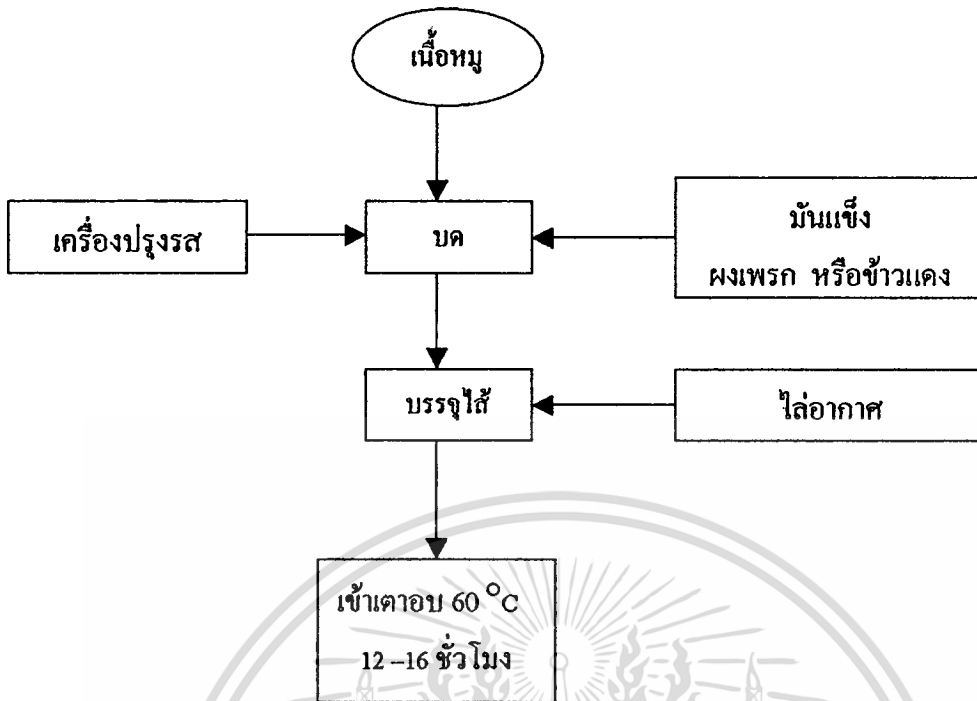 เนื้อหมู
เครื่องปรุงรส
บด
มันแข็ง
ผงเพรก หรือข้าวแดง
บรรจุไส้
ไล่อากาศ
เข้าเตาอบ 60 °C
12 –16 ชั่วโมง